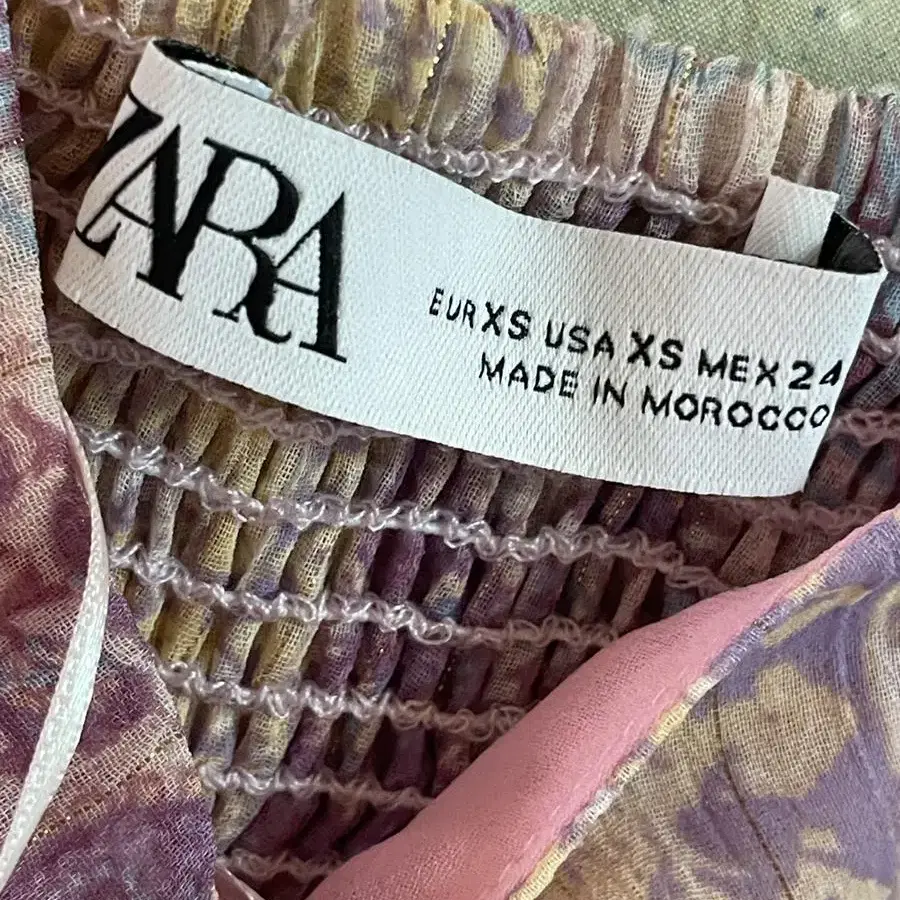 ZARA
EUR XS USA XS MEX 24
MADE IN MOROCCO